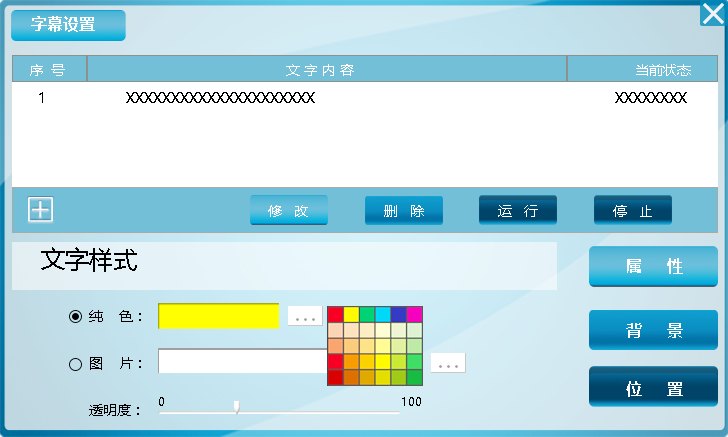 字幕设置
序 号 文 字 内 容 当前状态
1 XXXXXXXXXXXXXXXXXXXXX XXXXXXXX
修 改 删 除 运 行 停 止
文字样式
属 性
纯 色： ...
背 景
图 片： ...
位 置
透明度： 0 100